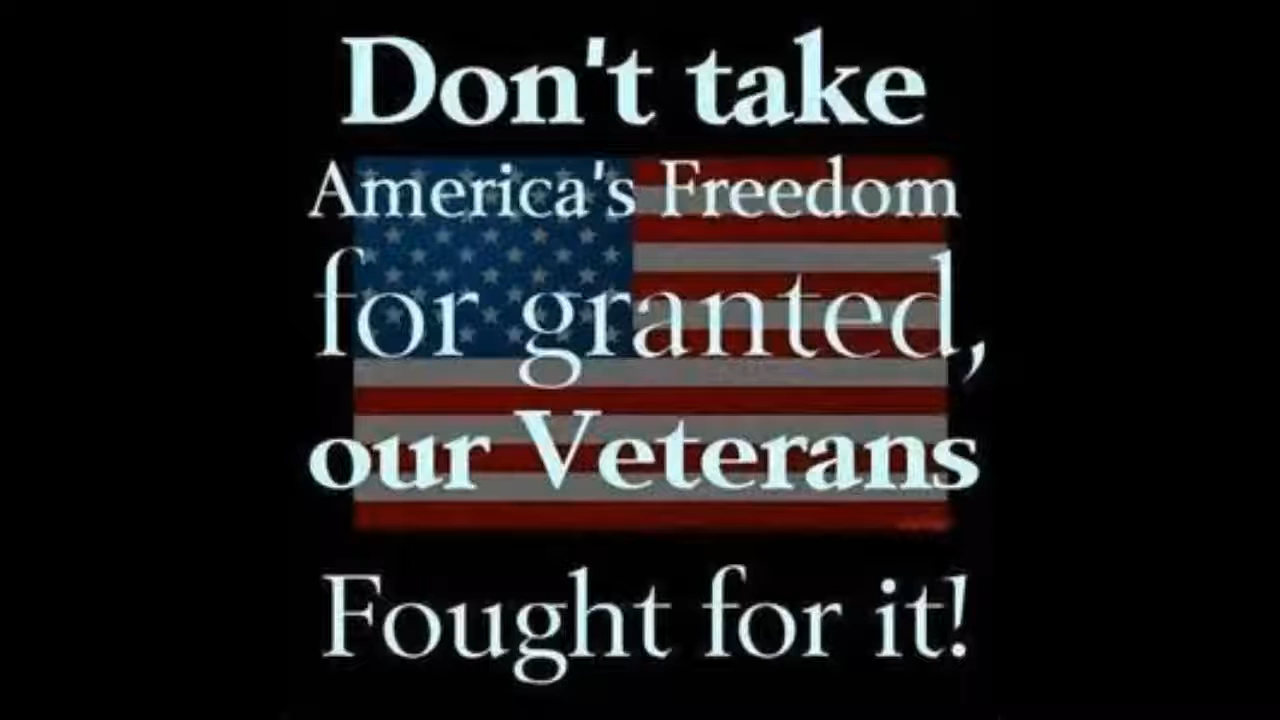 Don't take
America's Freedom
for granted,
our Veterans
Fought for it!